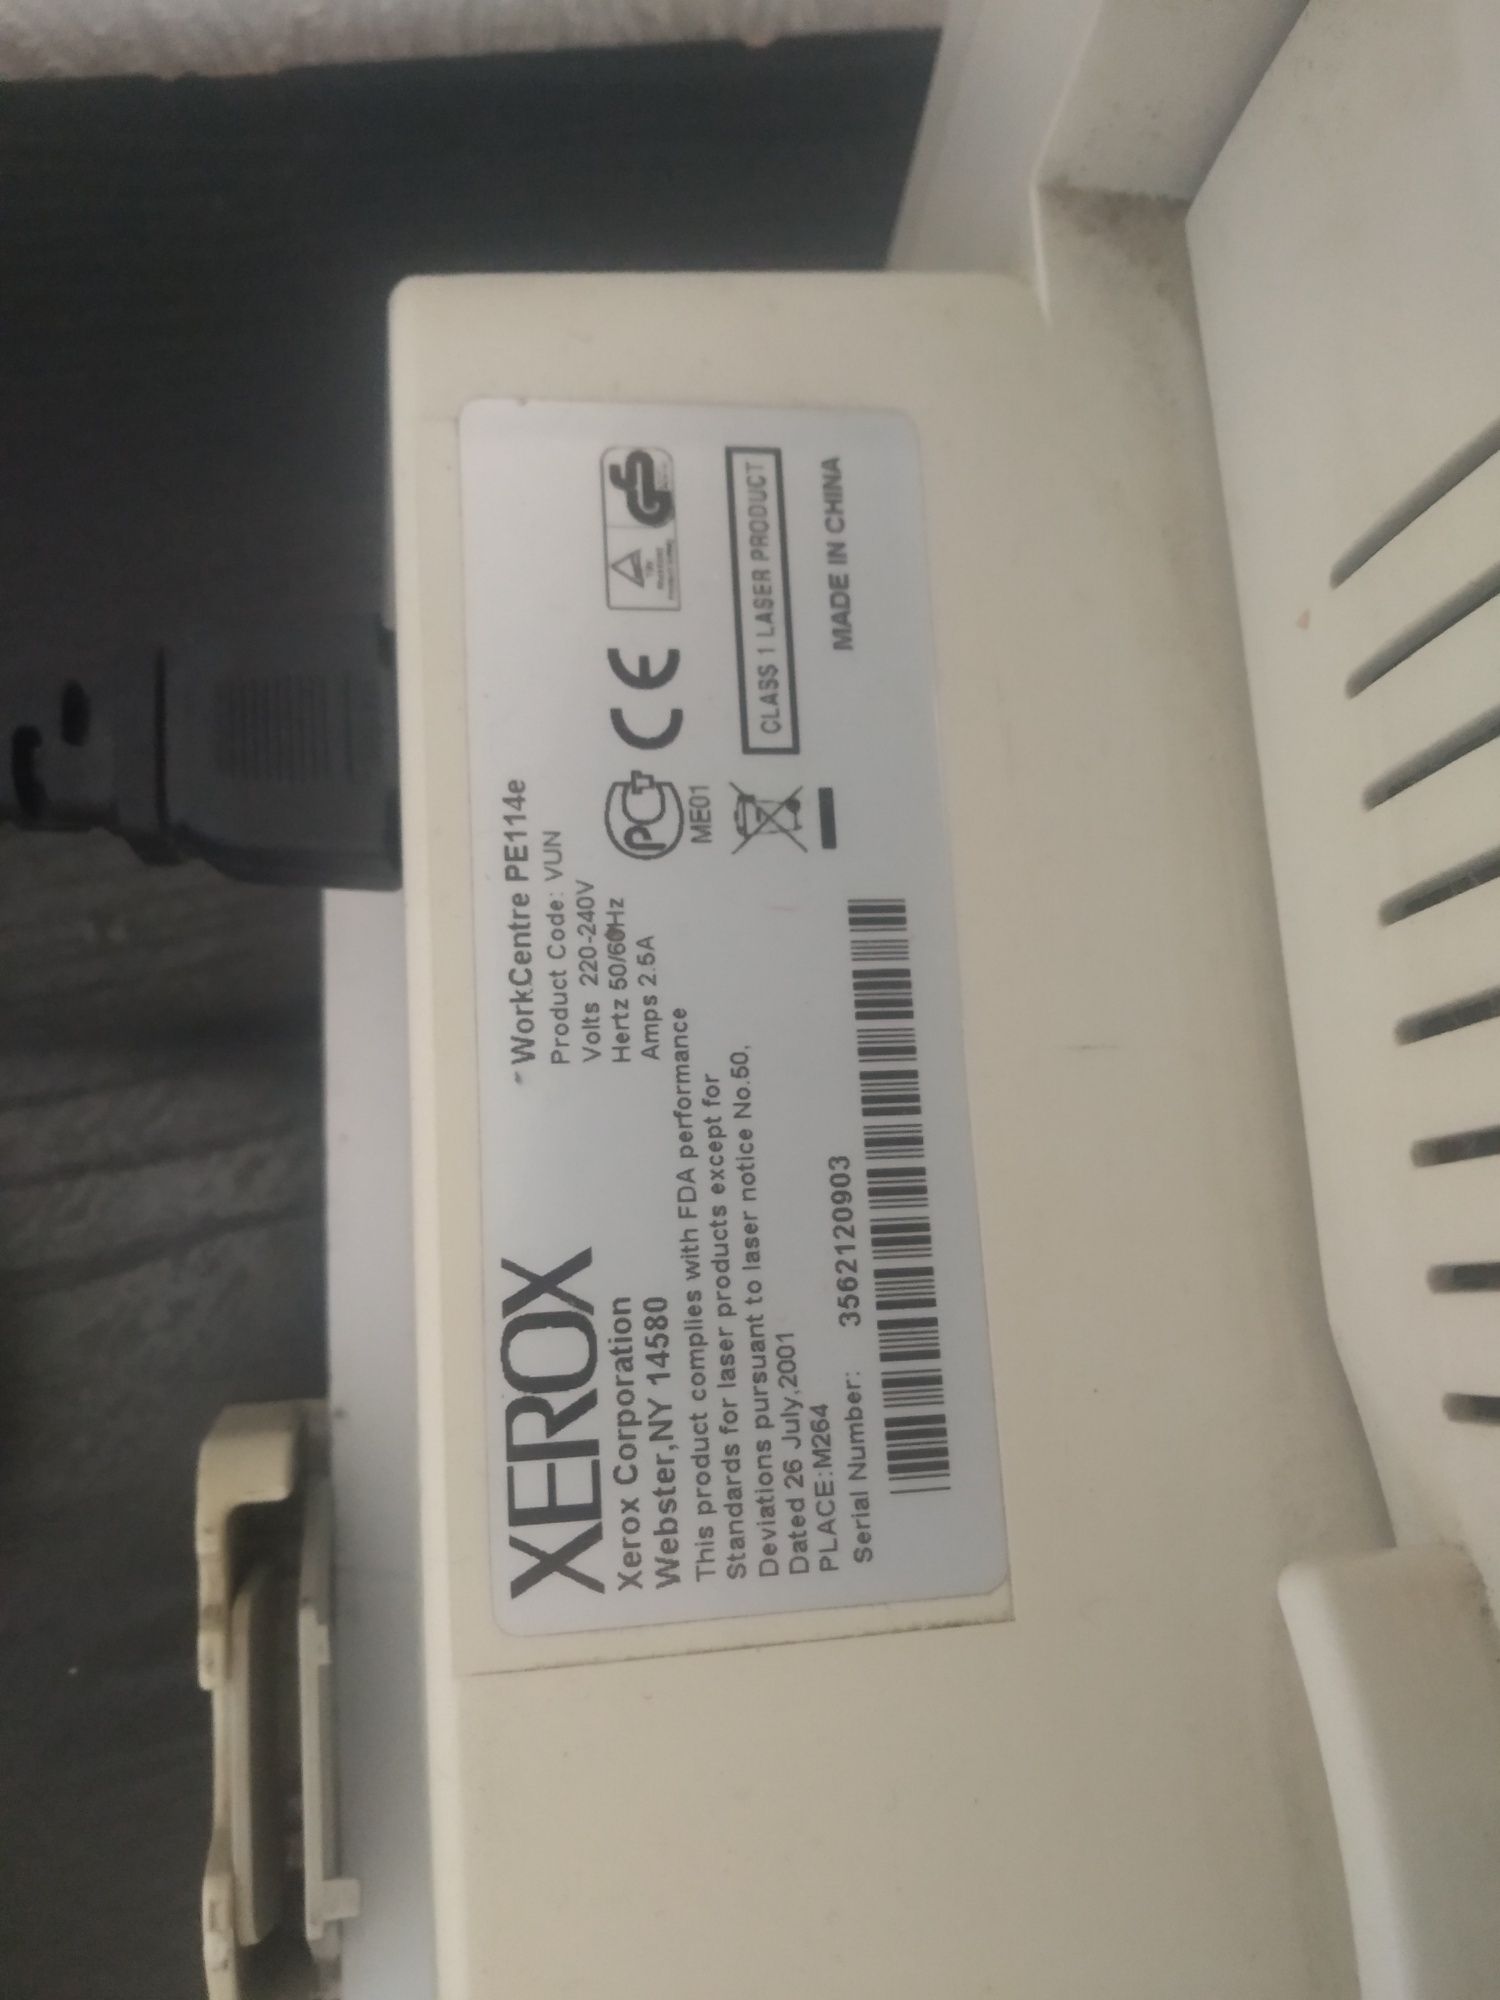 XEROX
Xerox Corporation
Webster,NY 14580
WorkCentre PE114e
Product Code: VUN
Volts 220-240V
Hertz 50/60Hz
Amps 2.5A
This product complies with FDA performance
Standards for laser products except for
Deviations pursuant to laser notice No.50,
Dated 26 July,2001
PLACE:M264
Serial Number: 3562120903
PG
ME01
CE
GS
CLASS 1 LASER PRODUCT
MADE IN CHINA